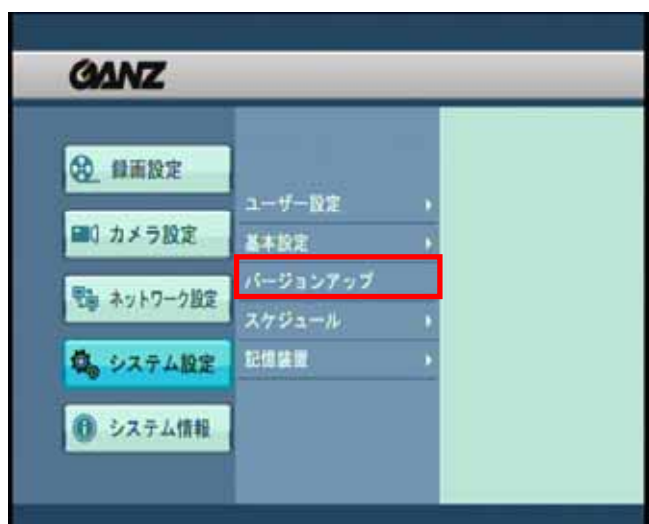 GANZ
録画設定
カメラ設定
ネットワーク設定
システム設定
システム情報
ユーザー設定
基本設定
バージョンアップ
スケジュール
記憶装置